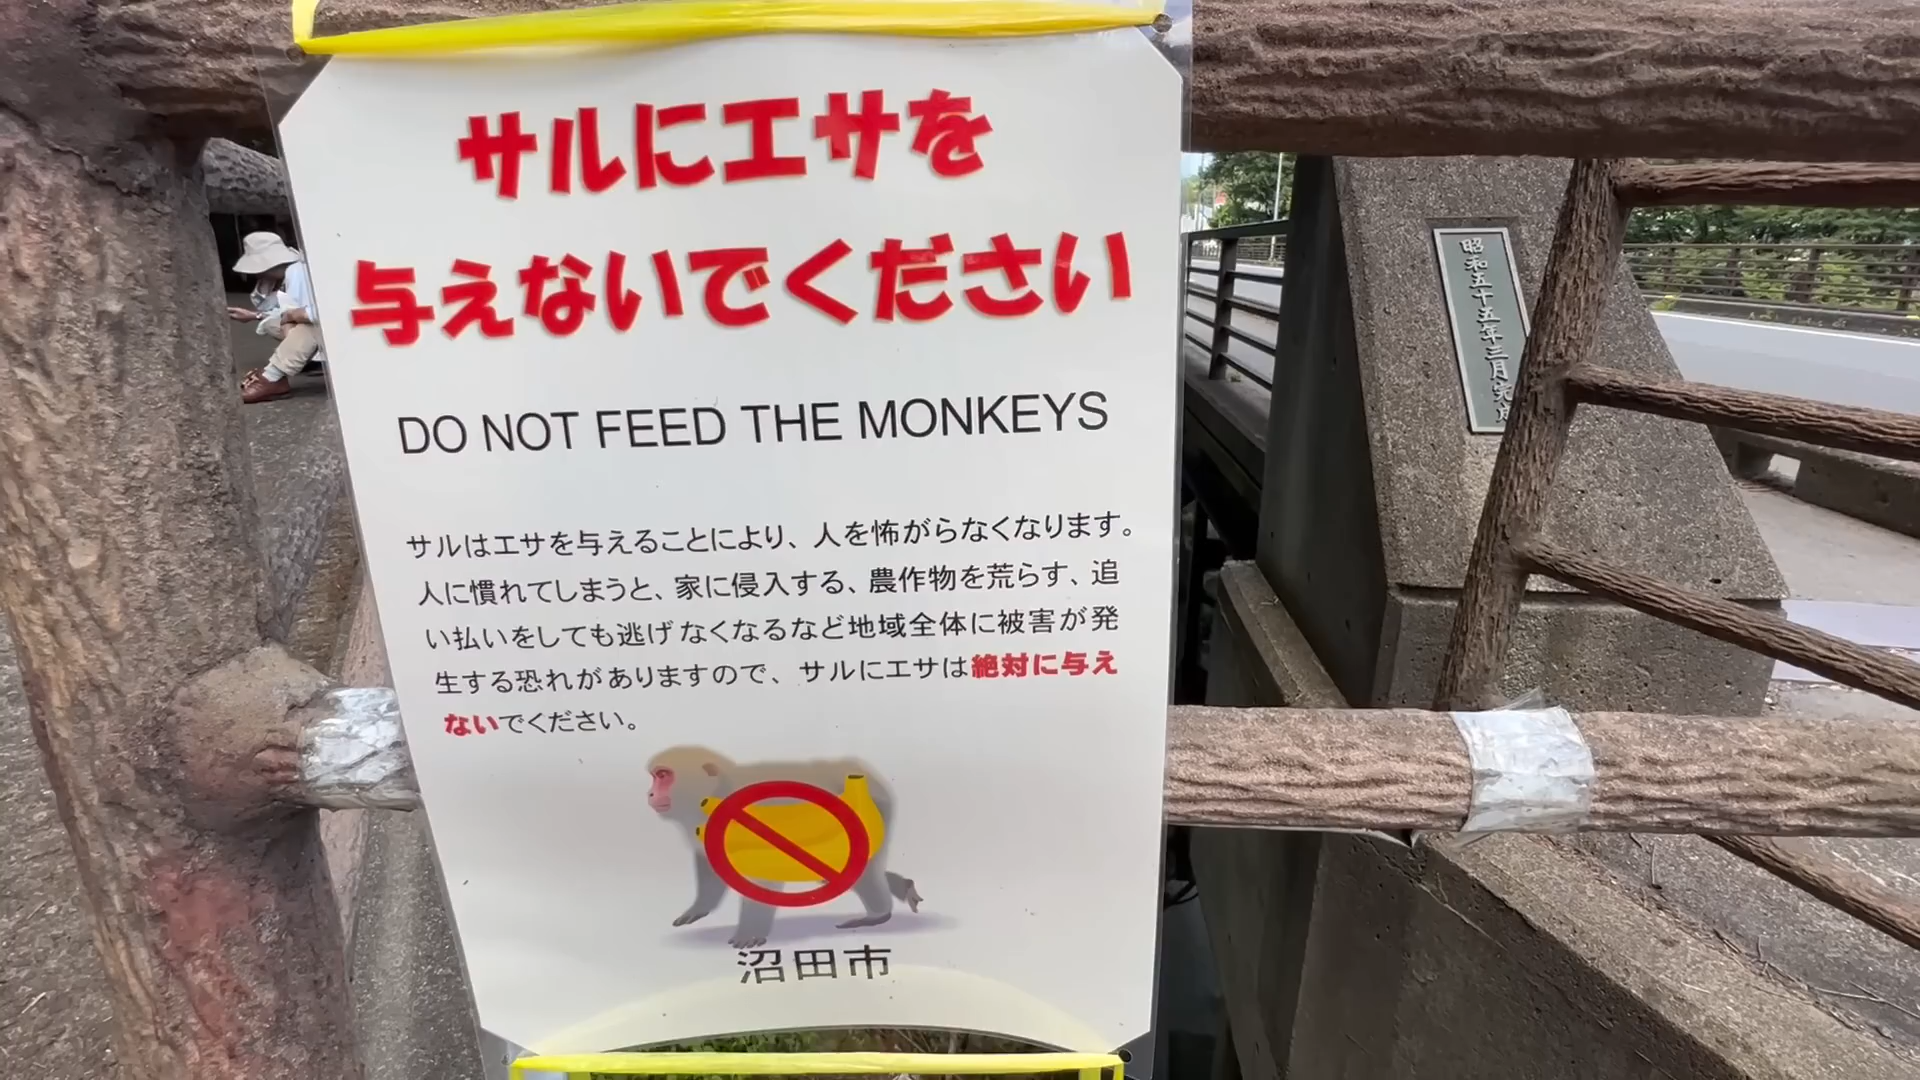 サルにエサを
与えないでください
DO NOT FEED THE MONKEYS
サルはエサを与えることにより、人を怖がらなくなります。
人に慣れてしまうと、家に侵入する、農作物を荒らす、追
い払いをしても逃げなくなるなど地域全体に被害が発
生する恐れがありますので、サルにエサは絶対に与え
ないでください。
沼田市
昭和五十五年三月完成